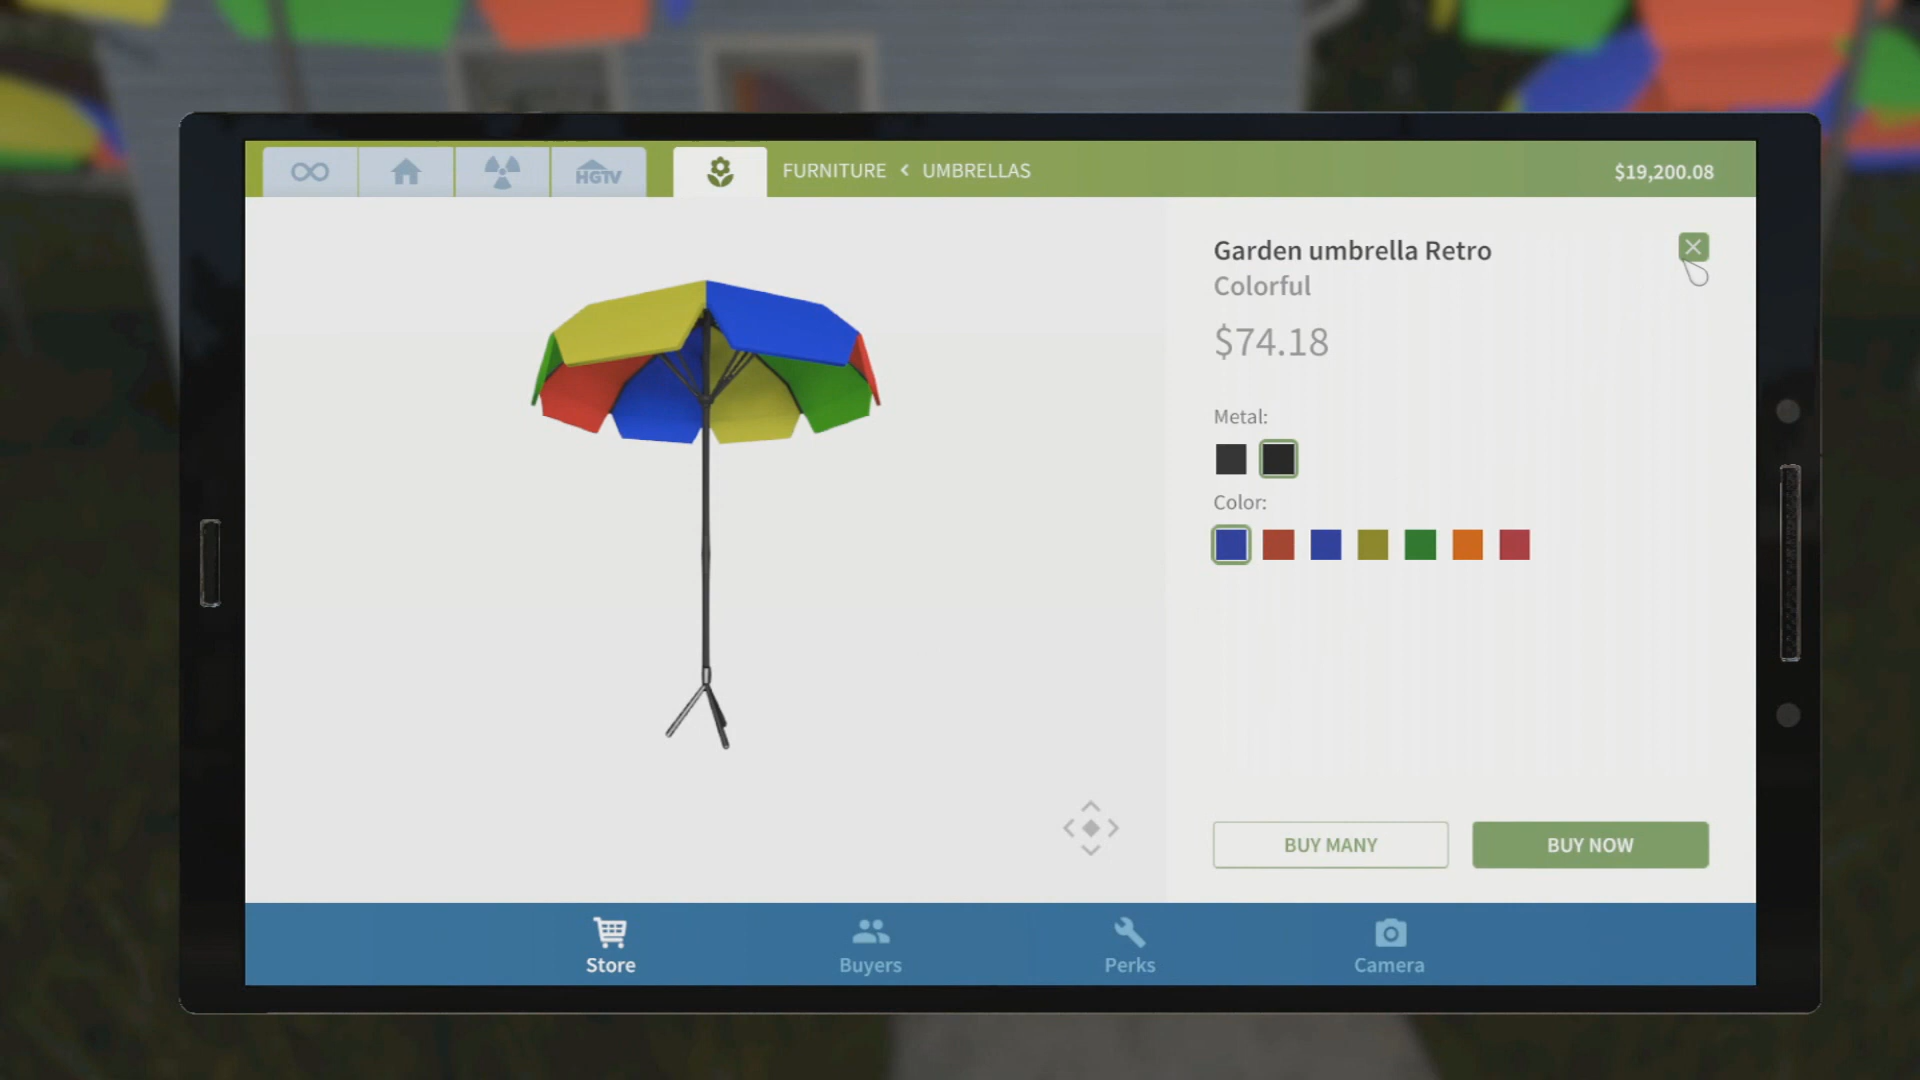 HGTV
FURNITURE < UMBRELLAS
$19,200.08
Garden umbrella Retro
Colorful
$74.18
Metal:
Color:
BUY MANY
BUY NOW
Store
Buyers
Perks
Camera